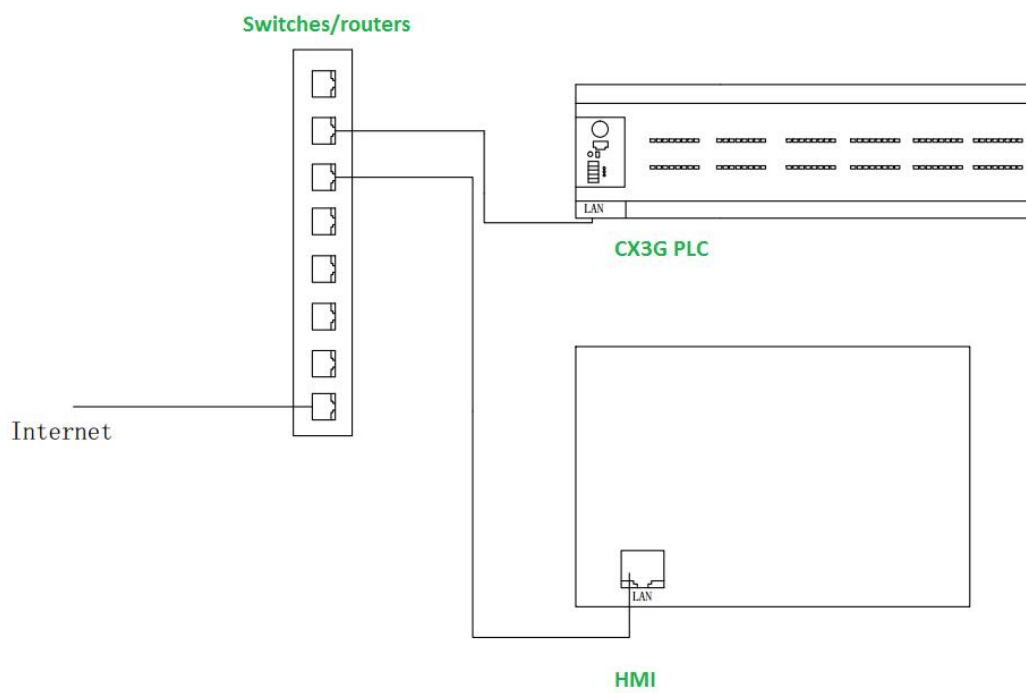 Switches/routers
LAN
CX3G PLC
Internet
LAN
HMI